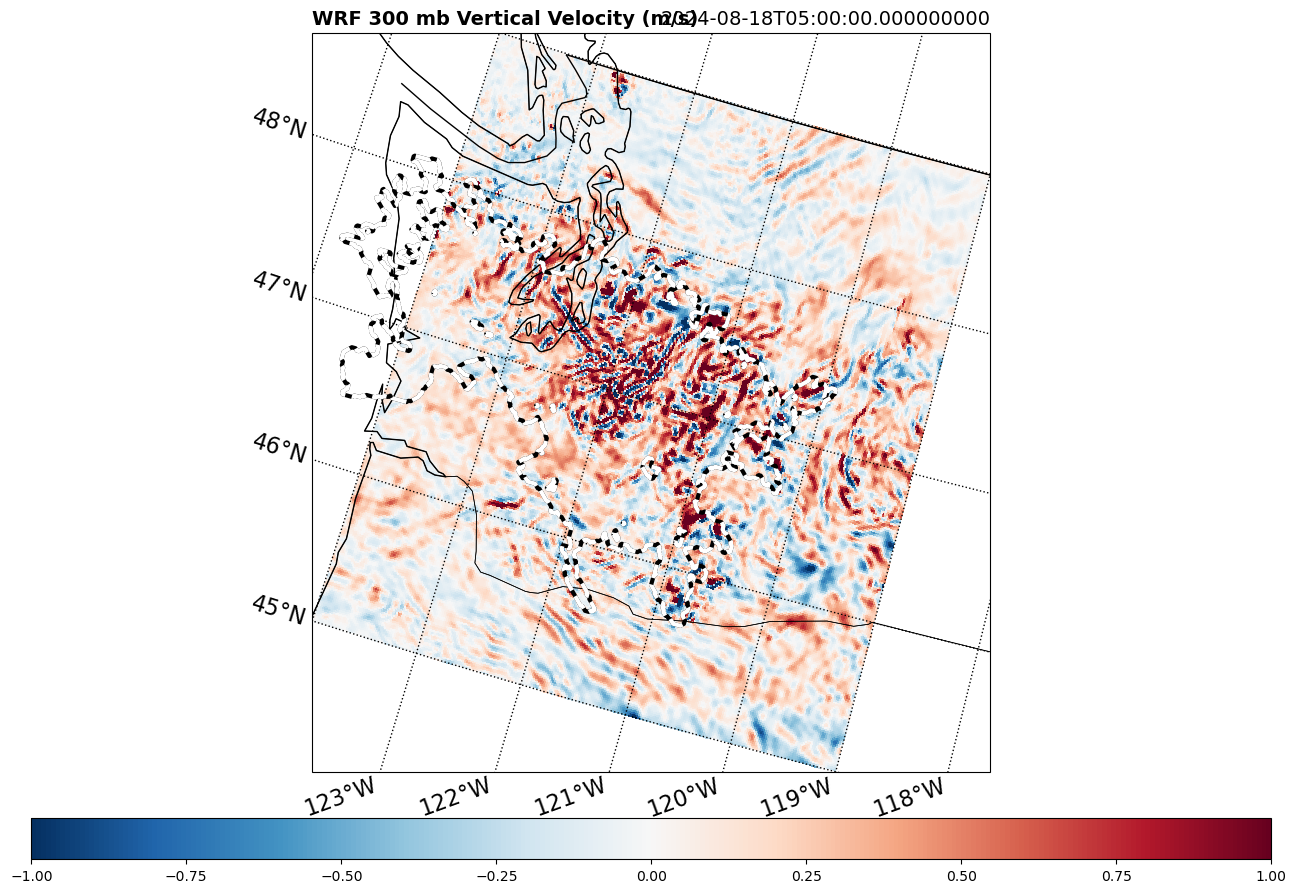 WRF 300 mb Vertical Velocity (m/s) 2024-08-18T05:00:00.000000000
48°N
47°N
46°N
45°N
123°W 122°W 121°W 120°W 119°W 118°W
−1.00 −0.75 −0.50 −0.25 0.00 0.25 0.50 0.75 1.00